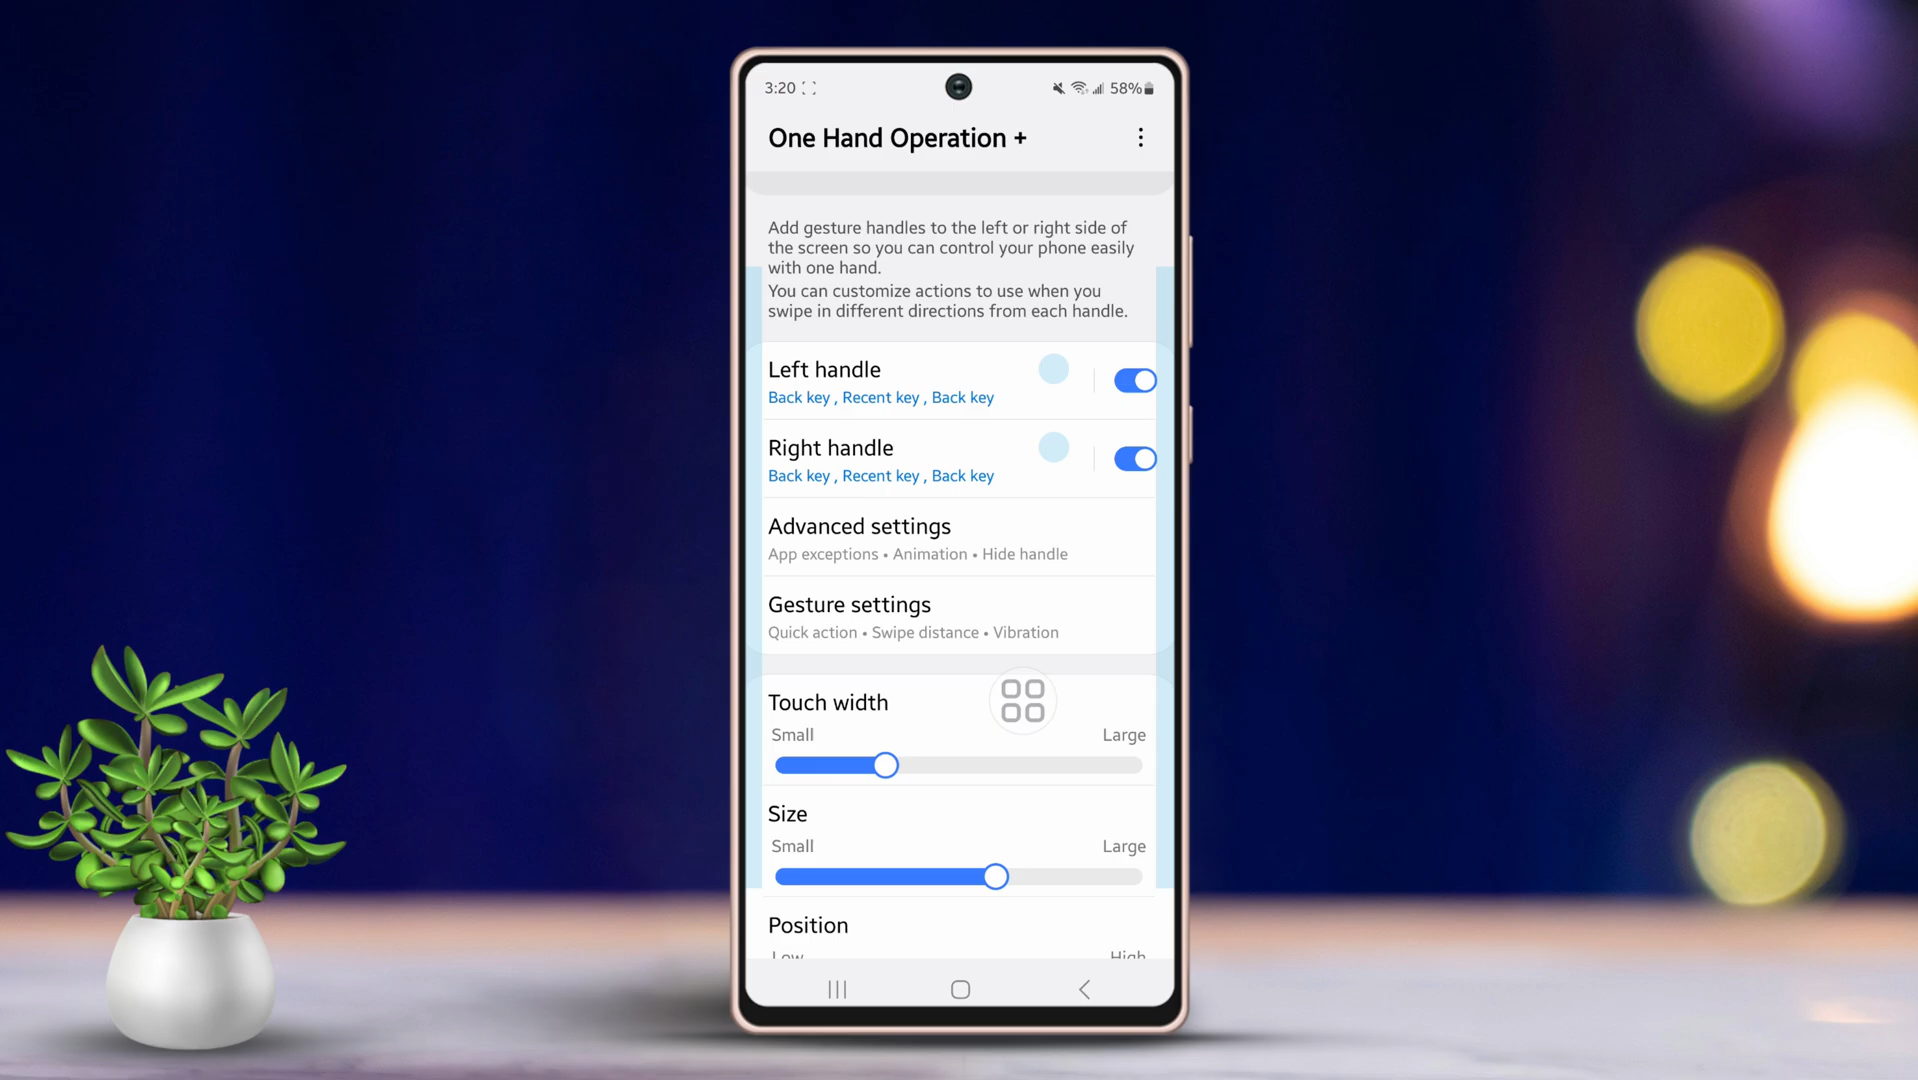 3:20 58%
One Hand Operation +
Add gesture handles to the left or right side of
the screen so you can control your phone easily
with one hand.
You can customize actions to use when you
swipe in different directions from each handle.
Left handle
Back key , Recent key , Back key
Right handle
Back key , Recent key , Back key
Advanced settings
App exceptions • Animation • Hide handle
Gesture settings
Quick action • Swipe distance • Vibration
Touch width
Small Large
Size
Small Large
Position
Low High